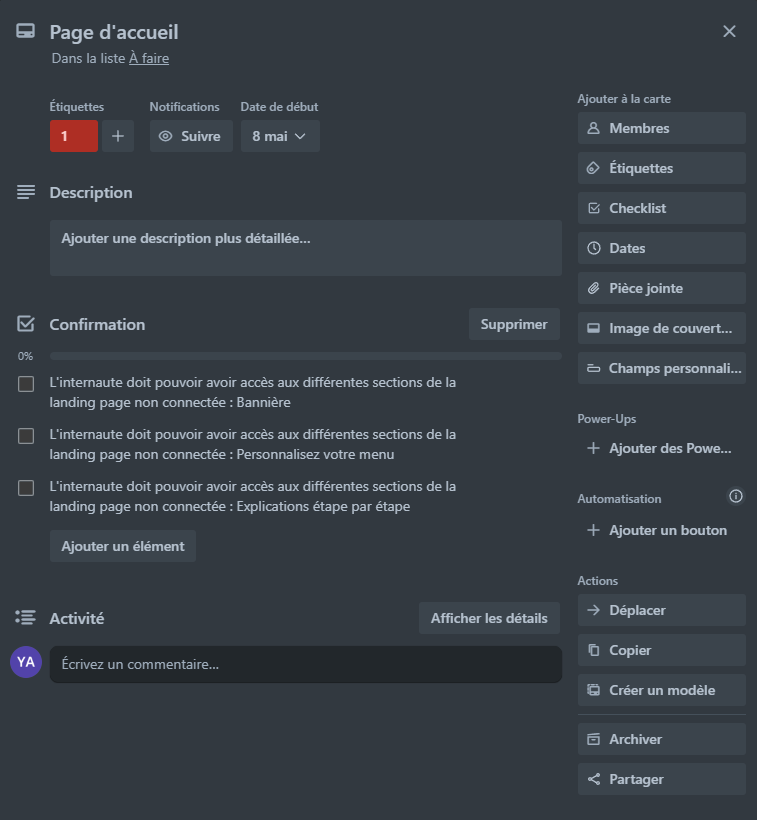 Page d'accueil
Dans la liste À faire
Étiquettes
Notifications
Date de début
1
Suivre
8 mai
Description
Ajouter une description plus détaillée...
Confirmation
Supprimer
0%
L'internaute doit pouvoir avoir accès aux différentes sections de la
landing page non connectée : Bannière
L'internaute doit pouvoir avoir accès aux différentes sections de la
landing page non connectée : Personnalisez votre menu
L'internaute doit pouvoir avoir accès aux différentes sections de la
landing page non connectée : Explications étape par étape
Ajouter un élément
Activité
Afficher les détails
YA
Écrivez un commentaire...
Ajouter à la carte
Membres
Étiquettes
Checklist
Dates
Pièce jointe
Image de couvert...
Champs personnali...
Power-Ups
Ajouter des Powe...
Automatisation
Ajouter un bouton
Actions
Déplacer
Copier
Créer un modèle
Archiver
Partager